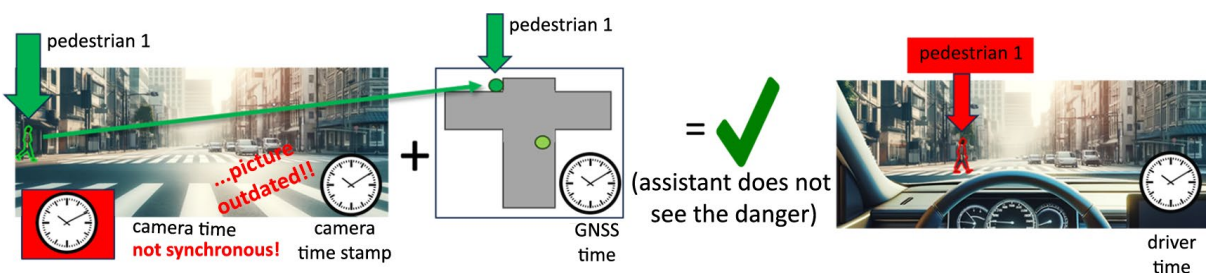 pedestrian 1
pedestrian 1
pedestrian 1
...picture
outdated!!
+
=
(assistant does not
see the danger)
camera time
not synchronous!
camera
time stamp
GNSS
time
driver
time